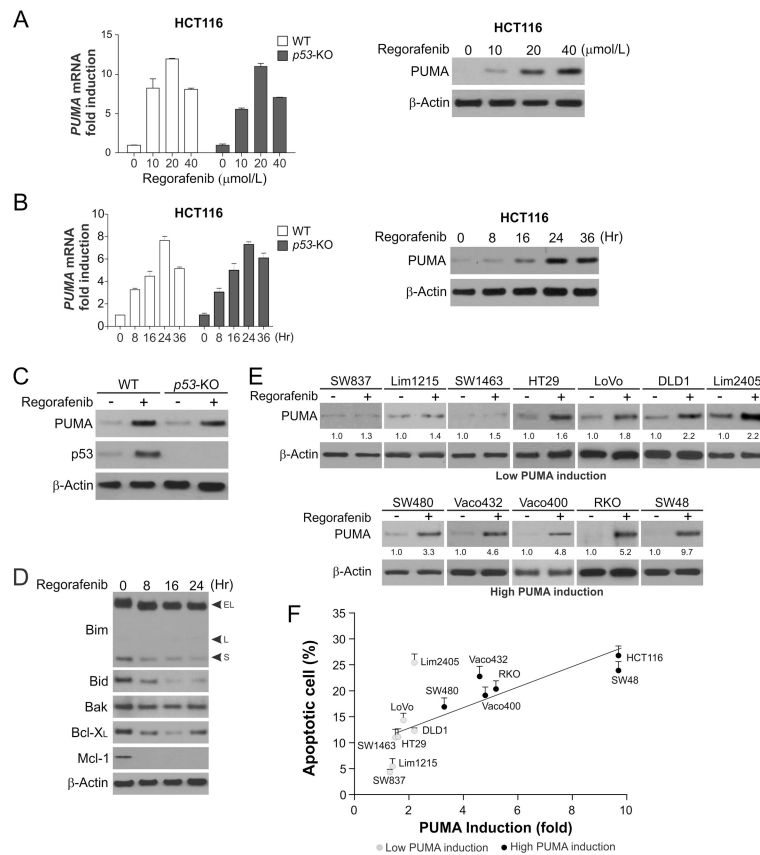 A
HCT116
WT
p53-KO
PUMA mRNA
fold induction
15
10
5
0
0 10 20 40 0 10 20 40
Regorafenib (μmol/L)
HCT116
Regorafenib
0 10 20 40 (μmol/L)
PUMA
β-Actin
B
HCT116
WT
p53-KO
PUMA mRNA
fold induction
10
8
6
4
2
0
0 8 16 24 36 0 8 16 24 36 (Hr)
HCT116
Regorafenib 0 8 16 24 36 (Hr)
PUMA
β-Actin
C
WT p53-KO
Regorafenib - + - +
PUMA
p53
β-Actin
D
Regorafenib 0 8 16 24 (Hr)
Bim
EL
L
S
Bid
Bak
Bcl-XL
Mcl-1
β-Actin
E
SW837 Lim1215 SW1463 HT29 LoVo DLD1 Lim2405
Regorafenib - + - + - + - + - + - + - +
PUMA
1.0 1.3 1.0 1.4 1.0 1.5 1.0 1.6 1.0 1.8 1.0 2.2 1.0 2.2
β-Actin
Low PUMA induction
SW480 Vaco432 Vaco400 RKO SW48
Regorafenib - + - + - + - + - +
PUMA
1.0 3.3 1.0 4.6 1.0 4.8 1.0 5.2 1.0 9.7
β-Actin
High PUMA induction
F
Apoptotic cell (%)
35
30
25
20
15
10
5
0
Lim2405
Vaco432
RKO
HCT116
SW48
SW480
Vaco400
LoVo
DLD1
SW1463
HT29
Lim1215
SW837
0 2 4 6 8 10
PUMA Induction (fold)
Low PUMA induction High PUMA induction